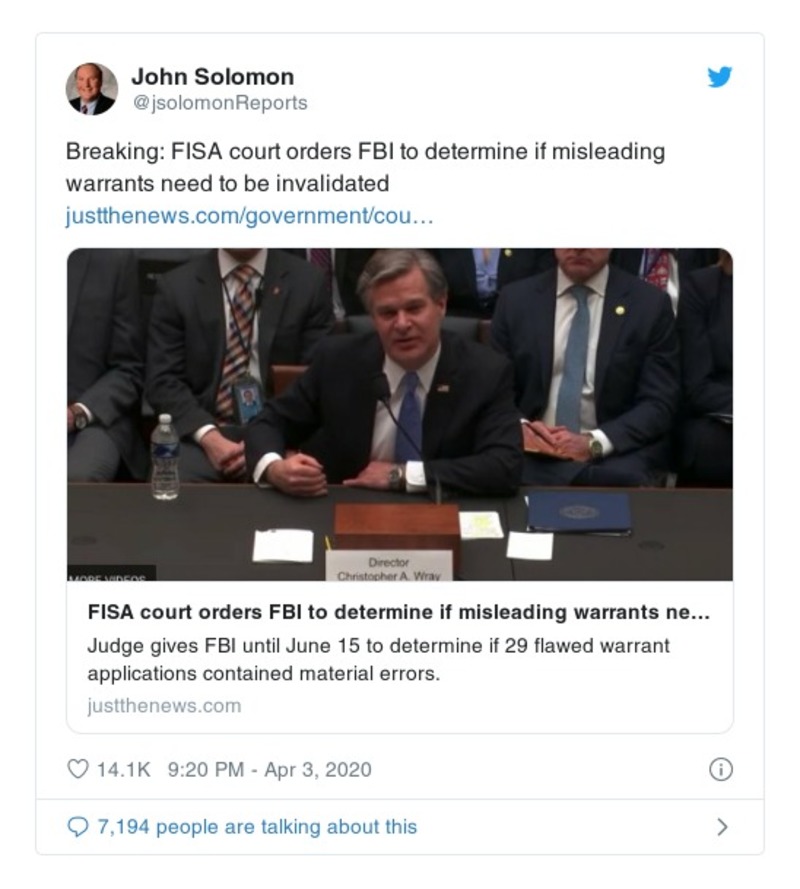 John Solomon
@jsolomonReports
Breaking: FISA court orders FBI to determine if misleading
warrants need to be invalidated
justthenews.com/government/cou…
MORE VIDEOS
Director
Christopher A. Wray
FISA court orders FBI to determine if misleading warrants ne…
Judge gives FBI until June 15 to determine if 29 flawed warrant
applications contained material errors.
justthenews.com
14.1K 9:20 PM - Apr 3, 2020
7,194 people are talking about this